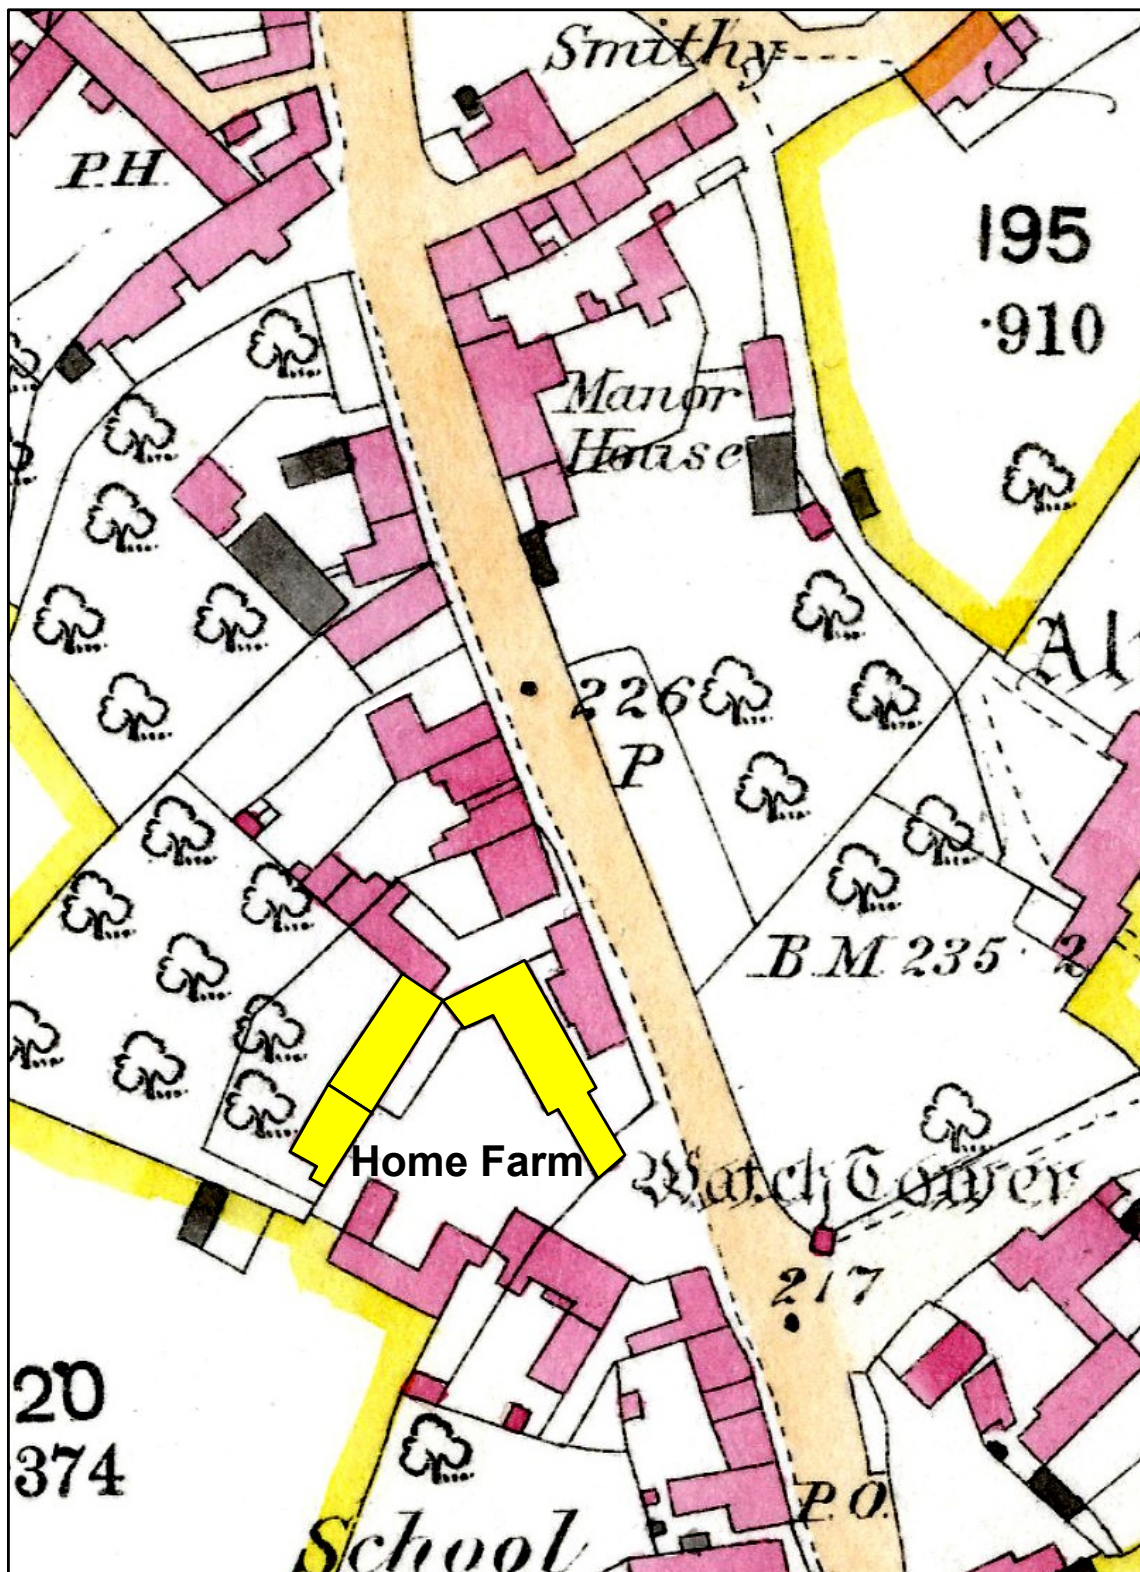 Smithy
P.H.
195
·910
Manor
House
226
P
Al
B.M. 235·2
Home Farm
Watch Tower
217
20
·374
P.O.
School